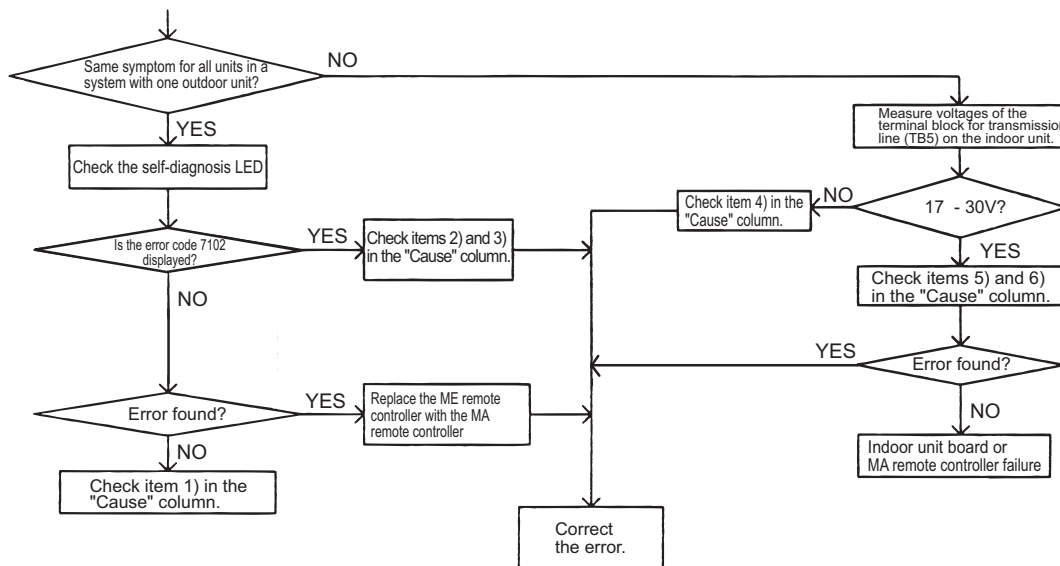 Same symptom for all units in a
system with one outdoor unit?
NO
YES
Measure voltages of the
terminal block for transmission
line (TB5) on the indoor unit.
Check the self-diagnosis LED
Check item 4) in the
"Cause" column.
NO
17 - 30V?
Is the error code 7102
displayed?
YES
Check items 2) and 3)
in the "Cause" column.
YES
Check items 5) and 6)
in the "Cause" column.
NO
YES
Error found?
Error found?
YES
Replace the ME remote
controller with the MA
remote controller
NO
NO
Indoor unit board or
MA remote controller failure
Check item 1) in the
"Cause" column.
Correct
the error.